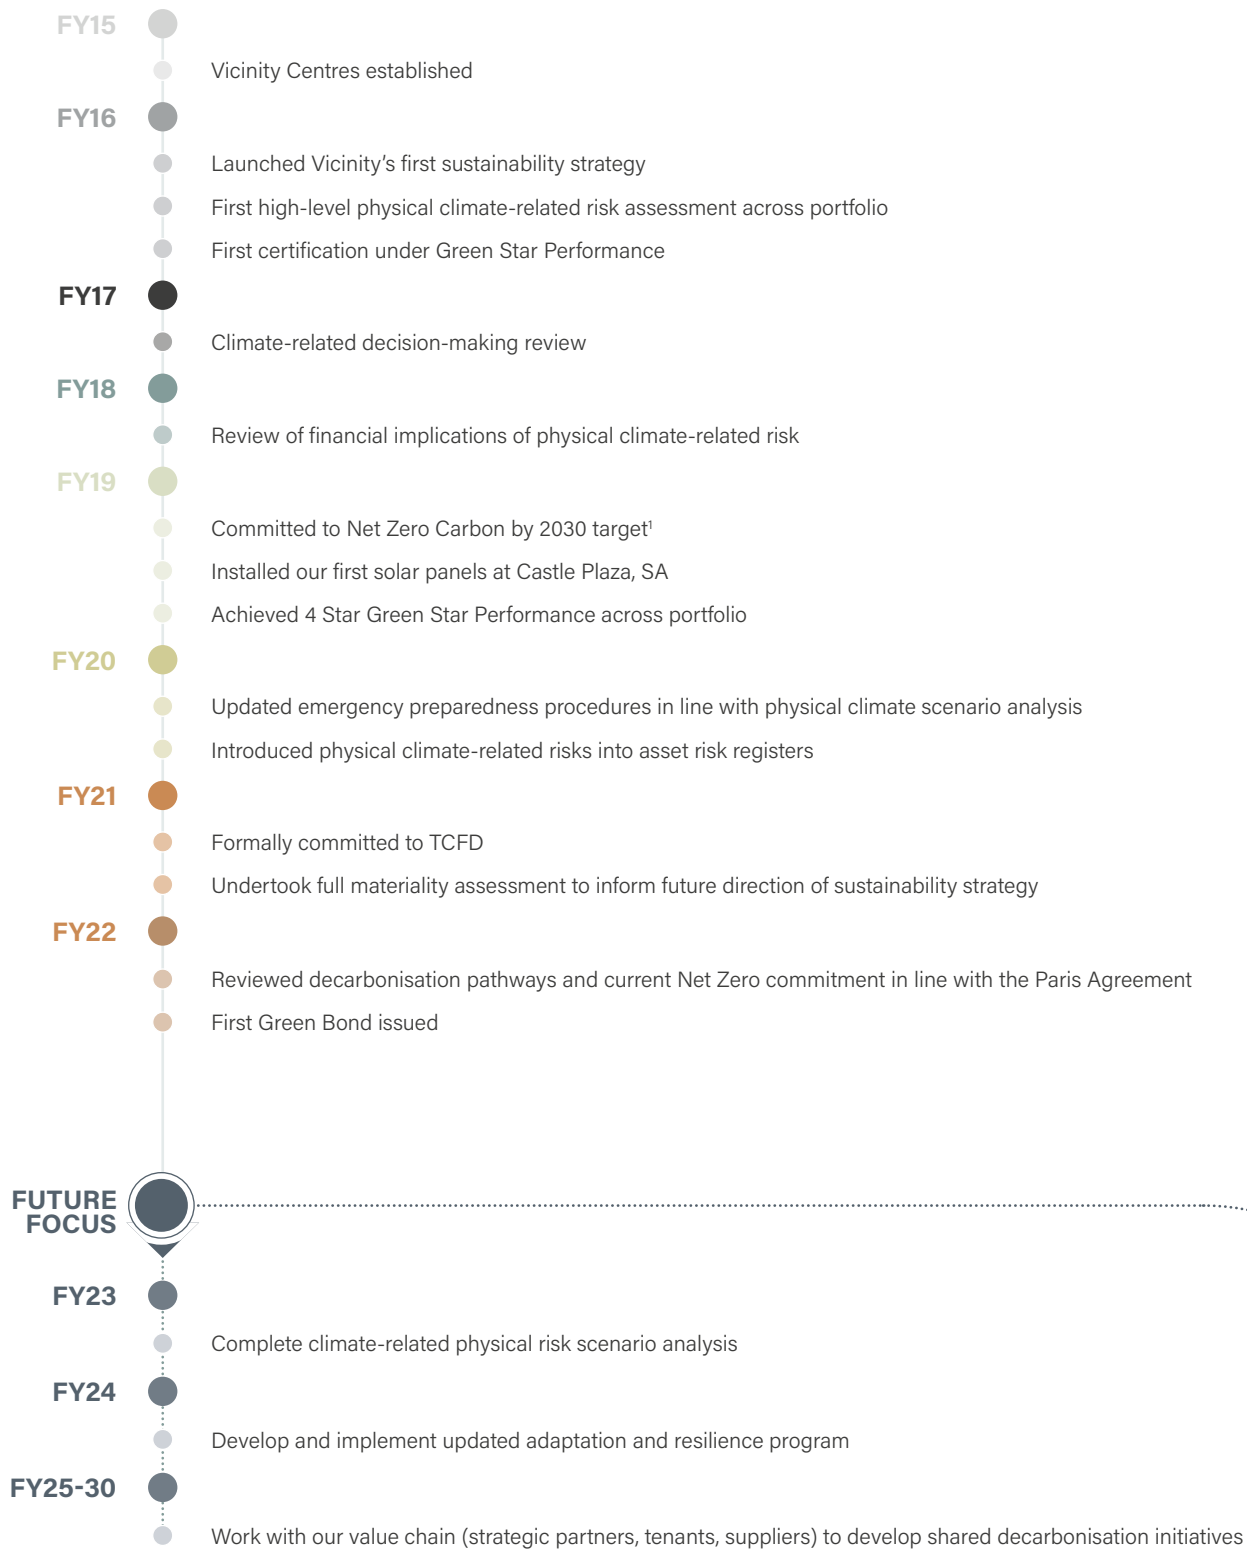 FY15
Vicinity Centres established
FY16
Launched Vicinity’s first sustainability strategy
First high-level physical climate-related risk assessment across portfolio
First certification under Green Star Performance
FY17
Climate-related decision-making review
FY18
Review of financial implications of physical climate-related risk
FY19
Committed to Net Zero Carbon by 2030 target¹
Installed our first solar panels at Castle Plaza, SA
Achieved 4 Star Green Star Performance across portfolio
FY20
Updated emergency preparedness procedures in line with physical climate scenario analysis
Introduced physical climate-related risks into asset risk registers
FY21
Formally committed to TCFD
Undertook full materiality assessment to inform future direction of sustainability strategy
FY22
Reviewed decarbonisation pathways and current Net Zero commitment in line with the Paris Agreement
First Green Bond issued
FUTURE
FOCUS
FY23
Complete climate-related physical risk scenario analysis
FY24
Develop and implement updated adaptation and resilience program
FY25-30
Work with our value chain (strategic partners, tenants, suppliers) to develop shared decarbonisation initiatives